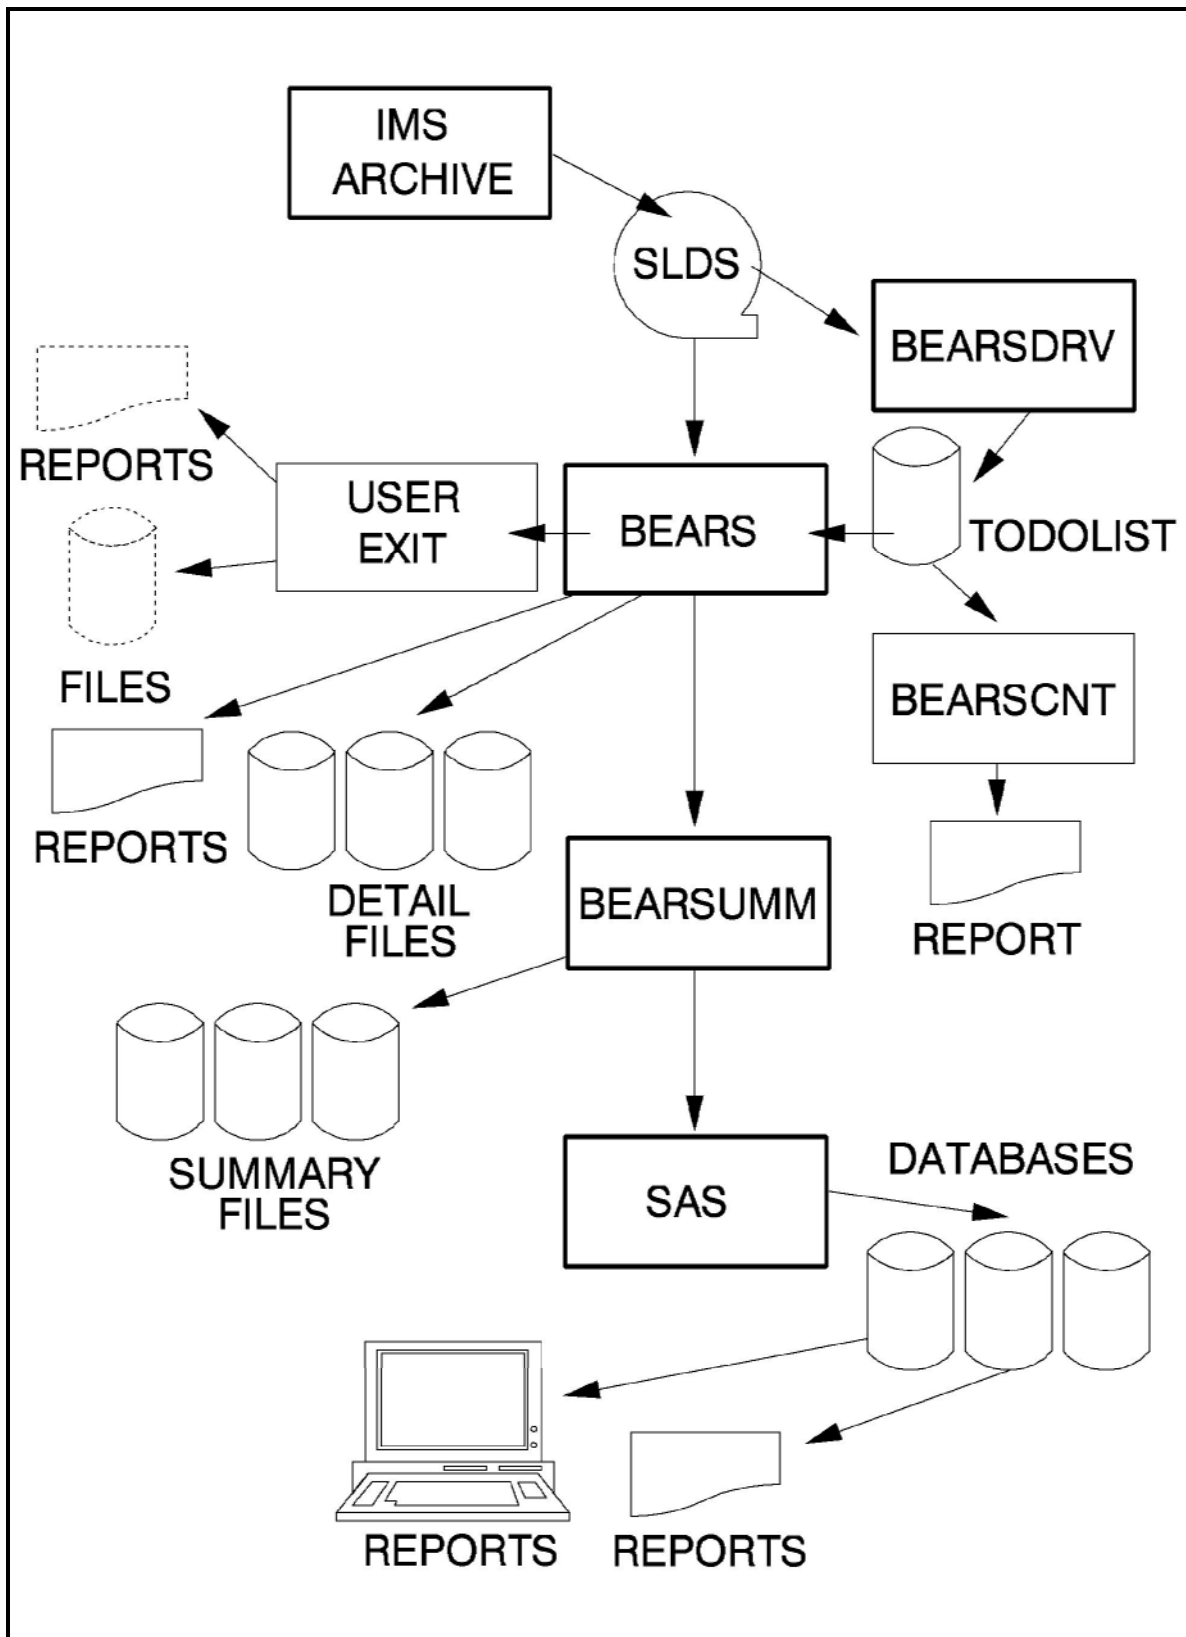 IMS
ARCHIVE
SLDS
BEARSDRV
REPORTS
USER
EXIT
BEARS
TODOLIST
FILES
BEARSCNT
REPORTS
DETAIL
FILES
BEARSUMM
REPORT
SUMMARY
FILES
SAS
DATABASES
REPORTS
REPORTS